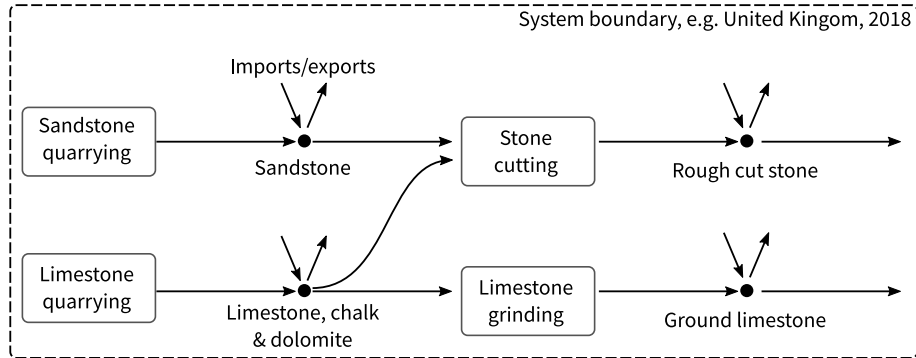 System boundary, e.g. United Kingom, 2018
Imports/exports
Sandstone
quarrying
Sandstone
Stone
cutting
Rough cut stone
Limestone
quarrying
Limestone, chalk
& dolomite
Limestone
grinding
Ground limestone